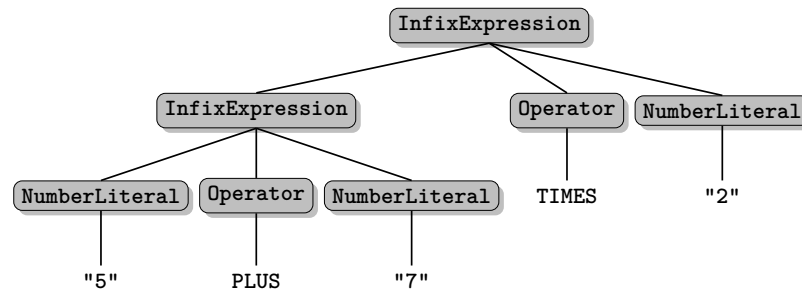 InfixExpression
InfixExpression Operator NumberLiteral
NumberLiteral Operator NumberLiteral TIMES "2"
"5" PLUS "7"